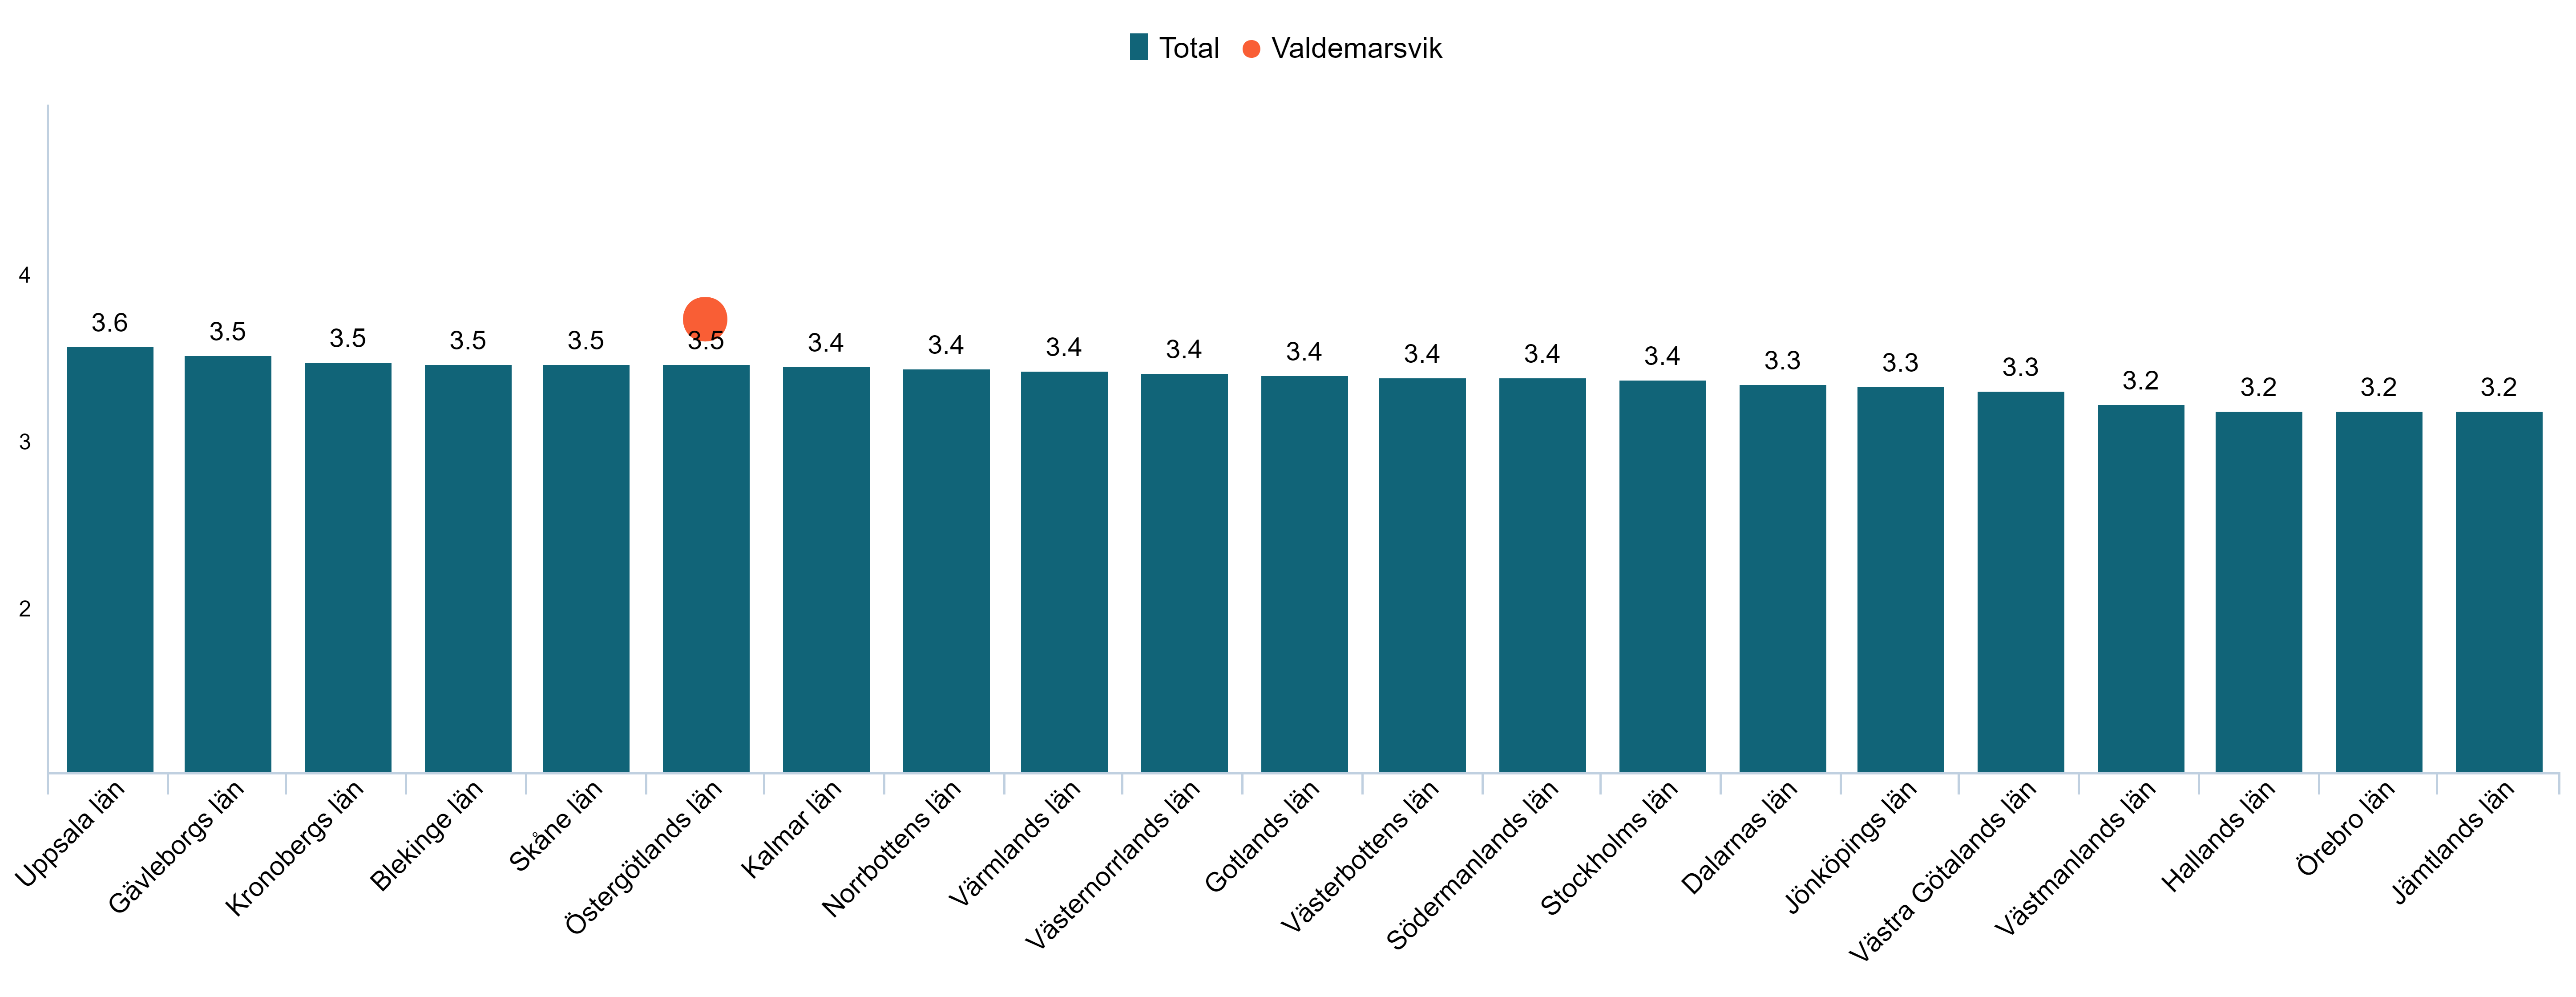 Total Valdemarsvik
4
3
2
3.6 3.5 3.5 3.5 3.5 3.5 3.4 3.4 3.4 3.4 3.4 3.4 3.4 3.4 3.3 3.3 3.3 3.2 3.2 3.2 3.2
Uppsala län
Gävleborgs län
Kronobergs län
Blekinge län
Skåne län
Östergötlands län
Kalmar län
Norrbottens län
Värmlands län
Västernorrlands län
Gotlands län
Västerbottens län
Södermanlands län
Stockholms län
Dalarnas län
Jönköpings län
Västra Götalands län
Västmanlands län
Hallands län
Örebro län
Jämtlands län